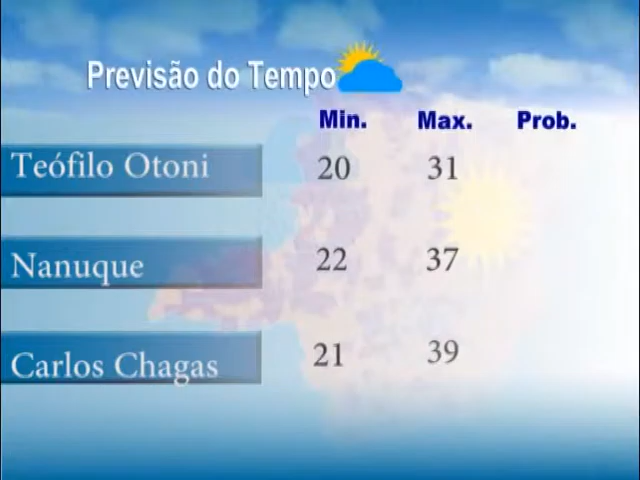 Previsão do Tempo
Min. Max. Prob.
Teófilo Otoni 20 31
Nanuque 22 37
Carlos Chagas 21 39